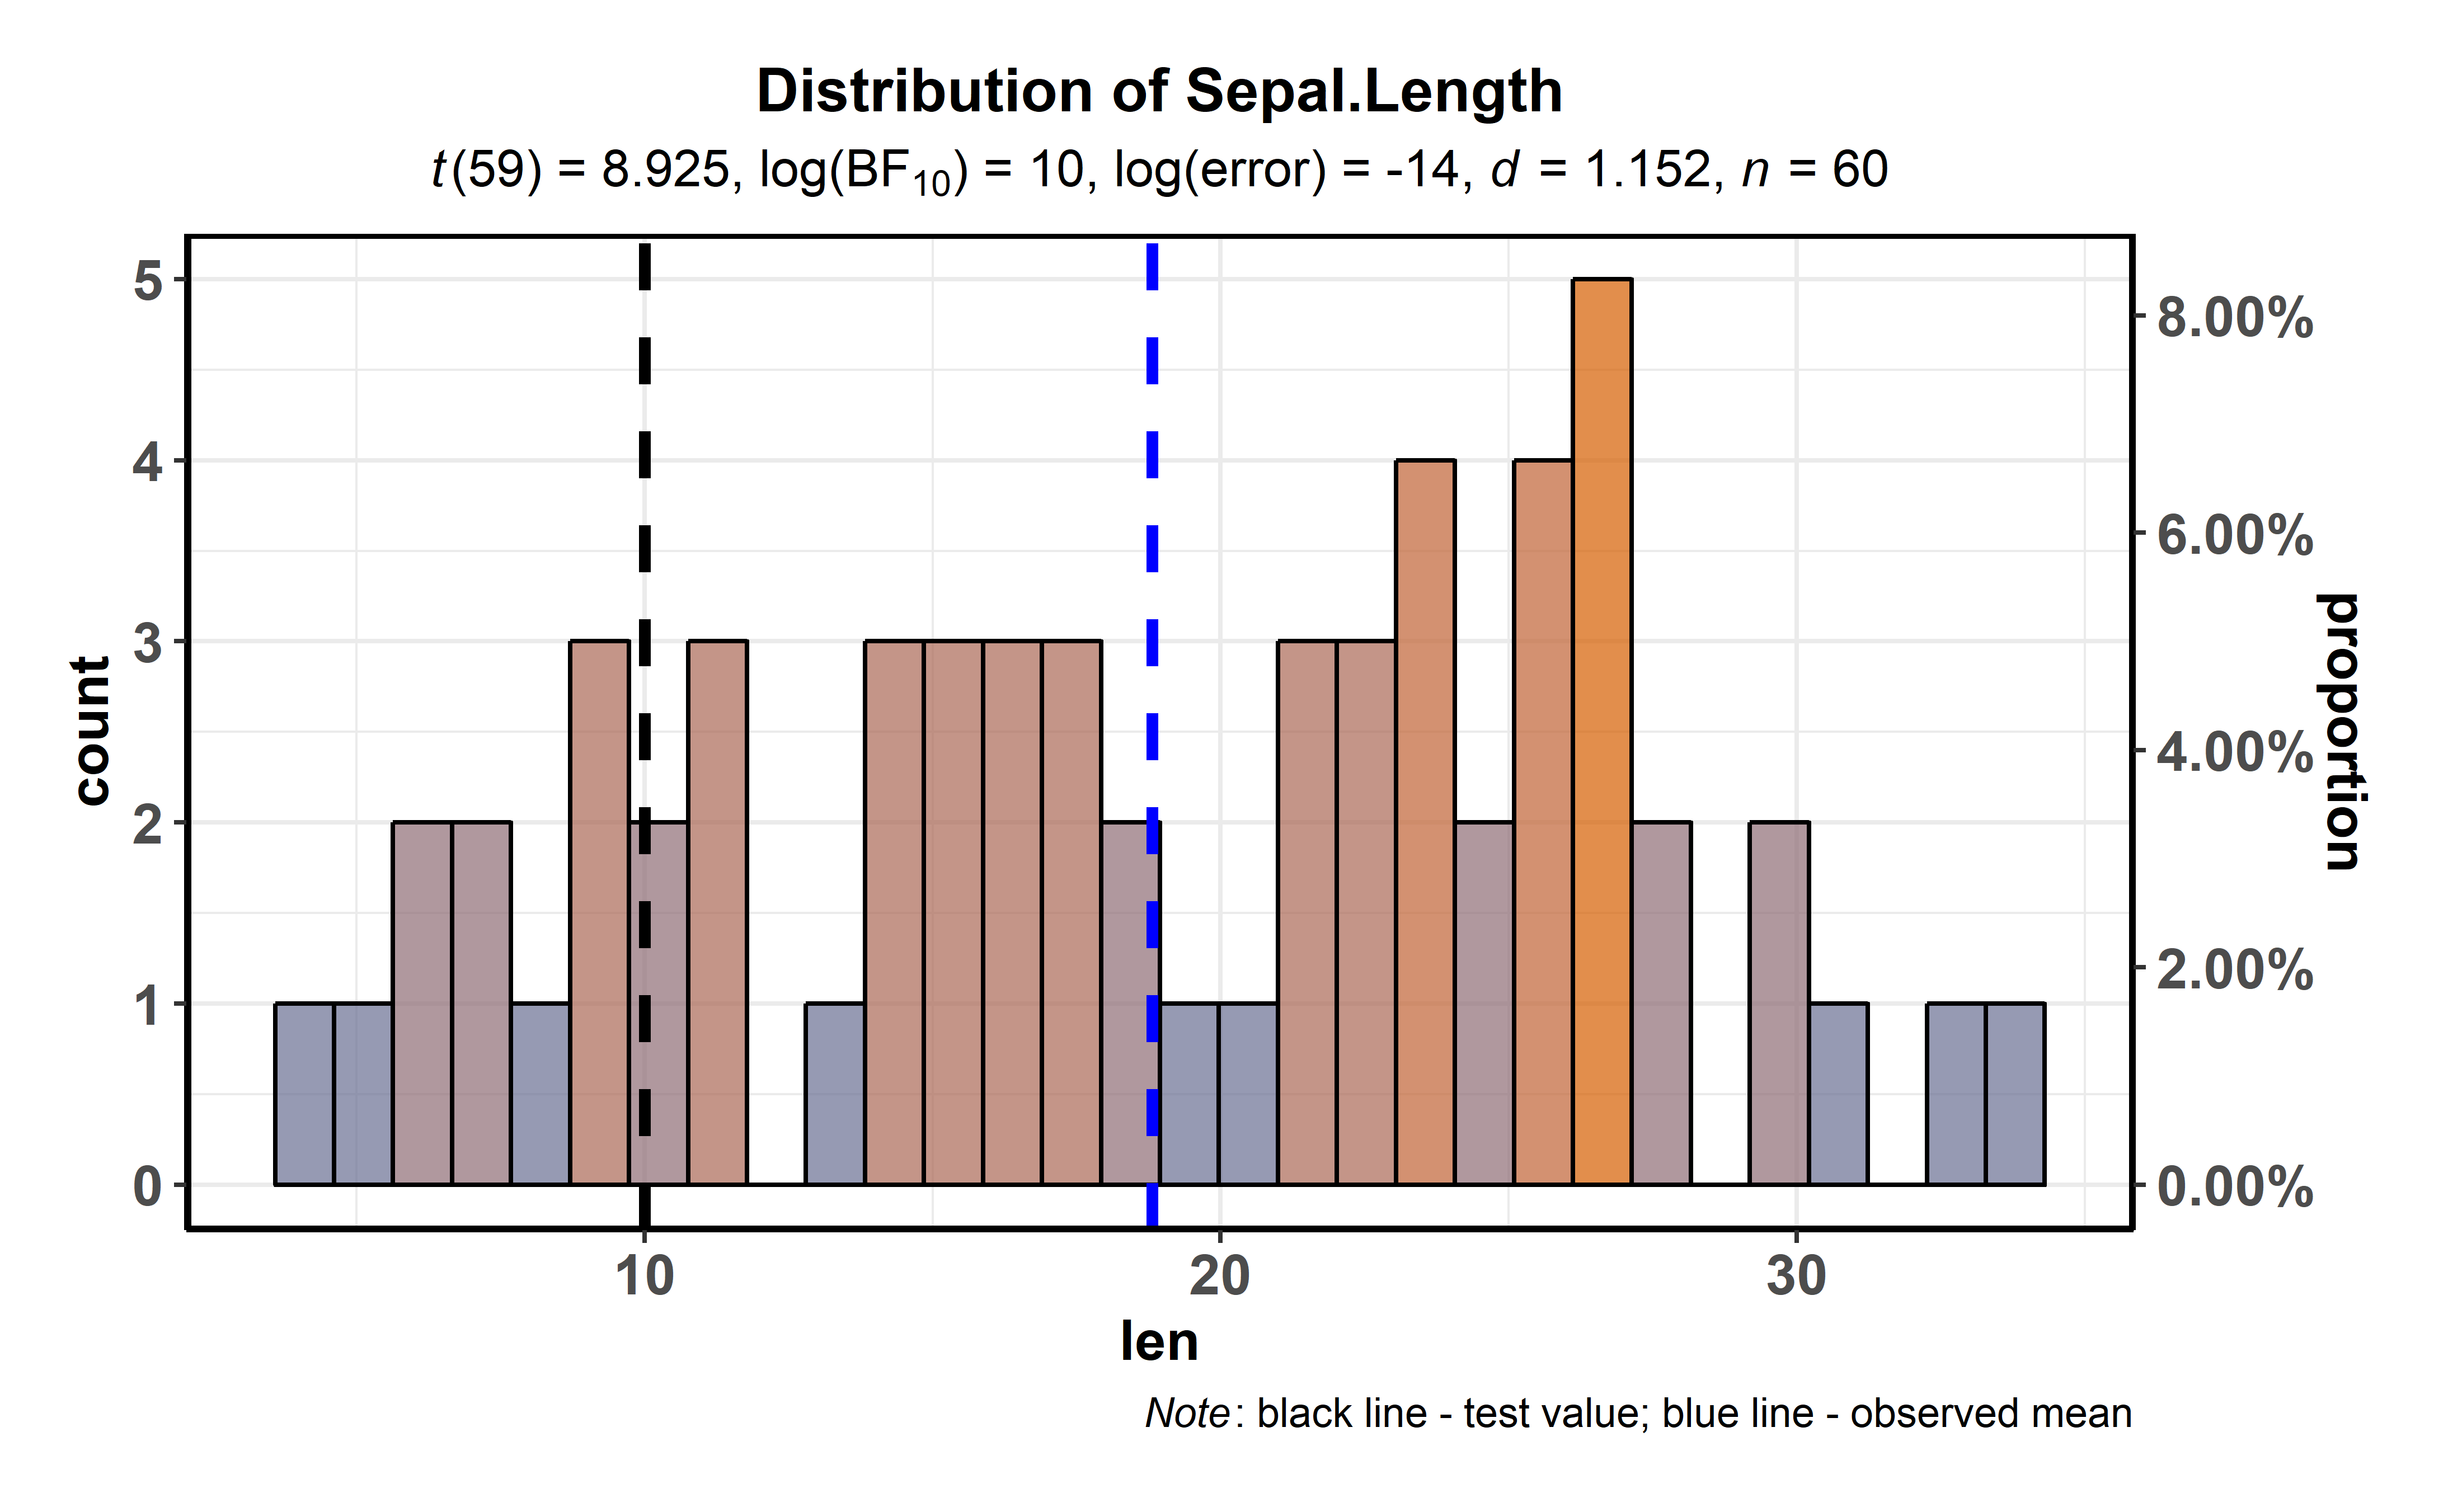 Distribution of Sepal.Length
t(59) = 8.925, log(BF₁₀) = 10, log(error) = -14, d = 1.152, n = 60
5
4
3
2
1
0
count
8.00%
6.00%
4.00%
2.00%
0.00%
proportion
10 20 30
len
Note: black line - test value; blue line - observed mean